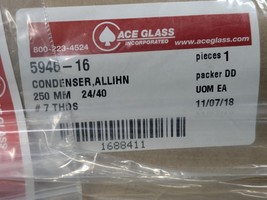 ACE GLASS
INCORPORATED
800-223-4524
www.aceglass.com
5946-16
pieces 1
CONDENSER,ALLIHN
packer DD
250 MM 24/40
UOM EA
# 7 THDS
11/07/18
1688411